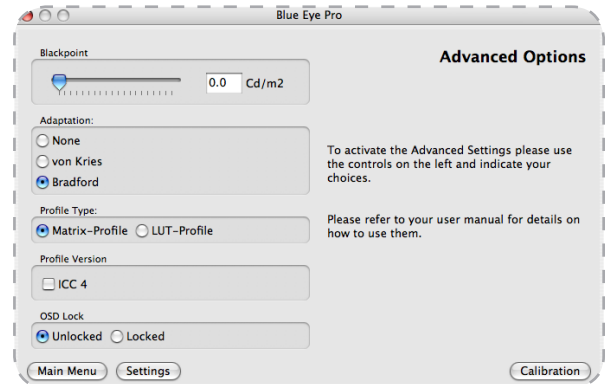 Blue Eye Pro
Blackpoint
0.0 Cd/m2
Adaptation:
None
von Kries
Bradford
Profile Type:
Matrix-Profile LUT-Profile
Profile Version
ICC 4
OSD Lock
Unlocked Locked
Advanced Options
To activate the Advanced Settings please use
the controls on the left and indicate your
choices.
Please refer to your user manual for details on
how to use them.
Main Menu Settings Calibration